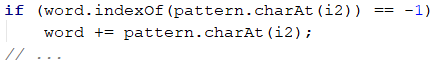 if (word.indexOf(pattern.charAt(i2)) == -1)
    word += pattern.charAt(i2);
// ...